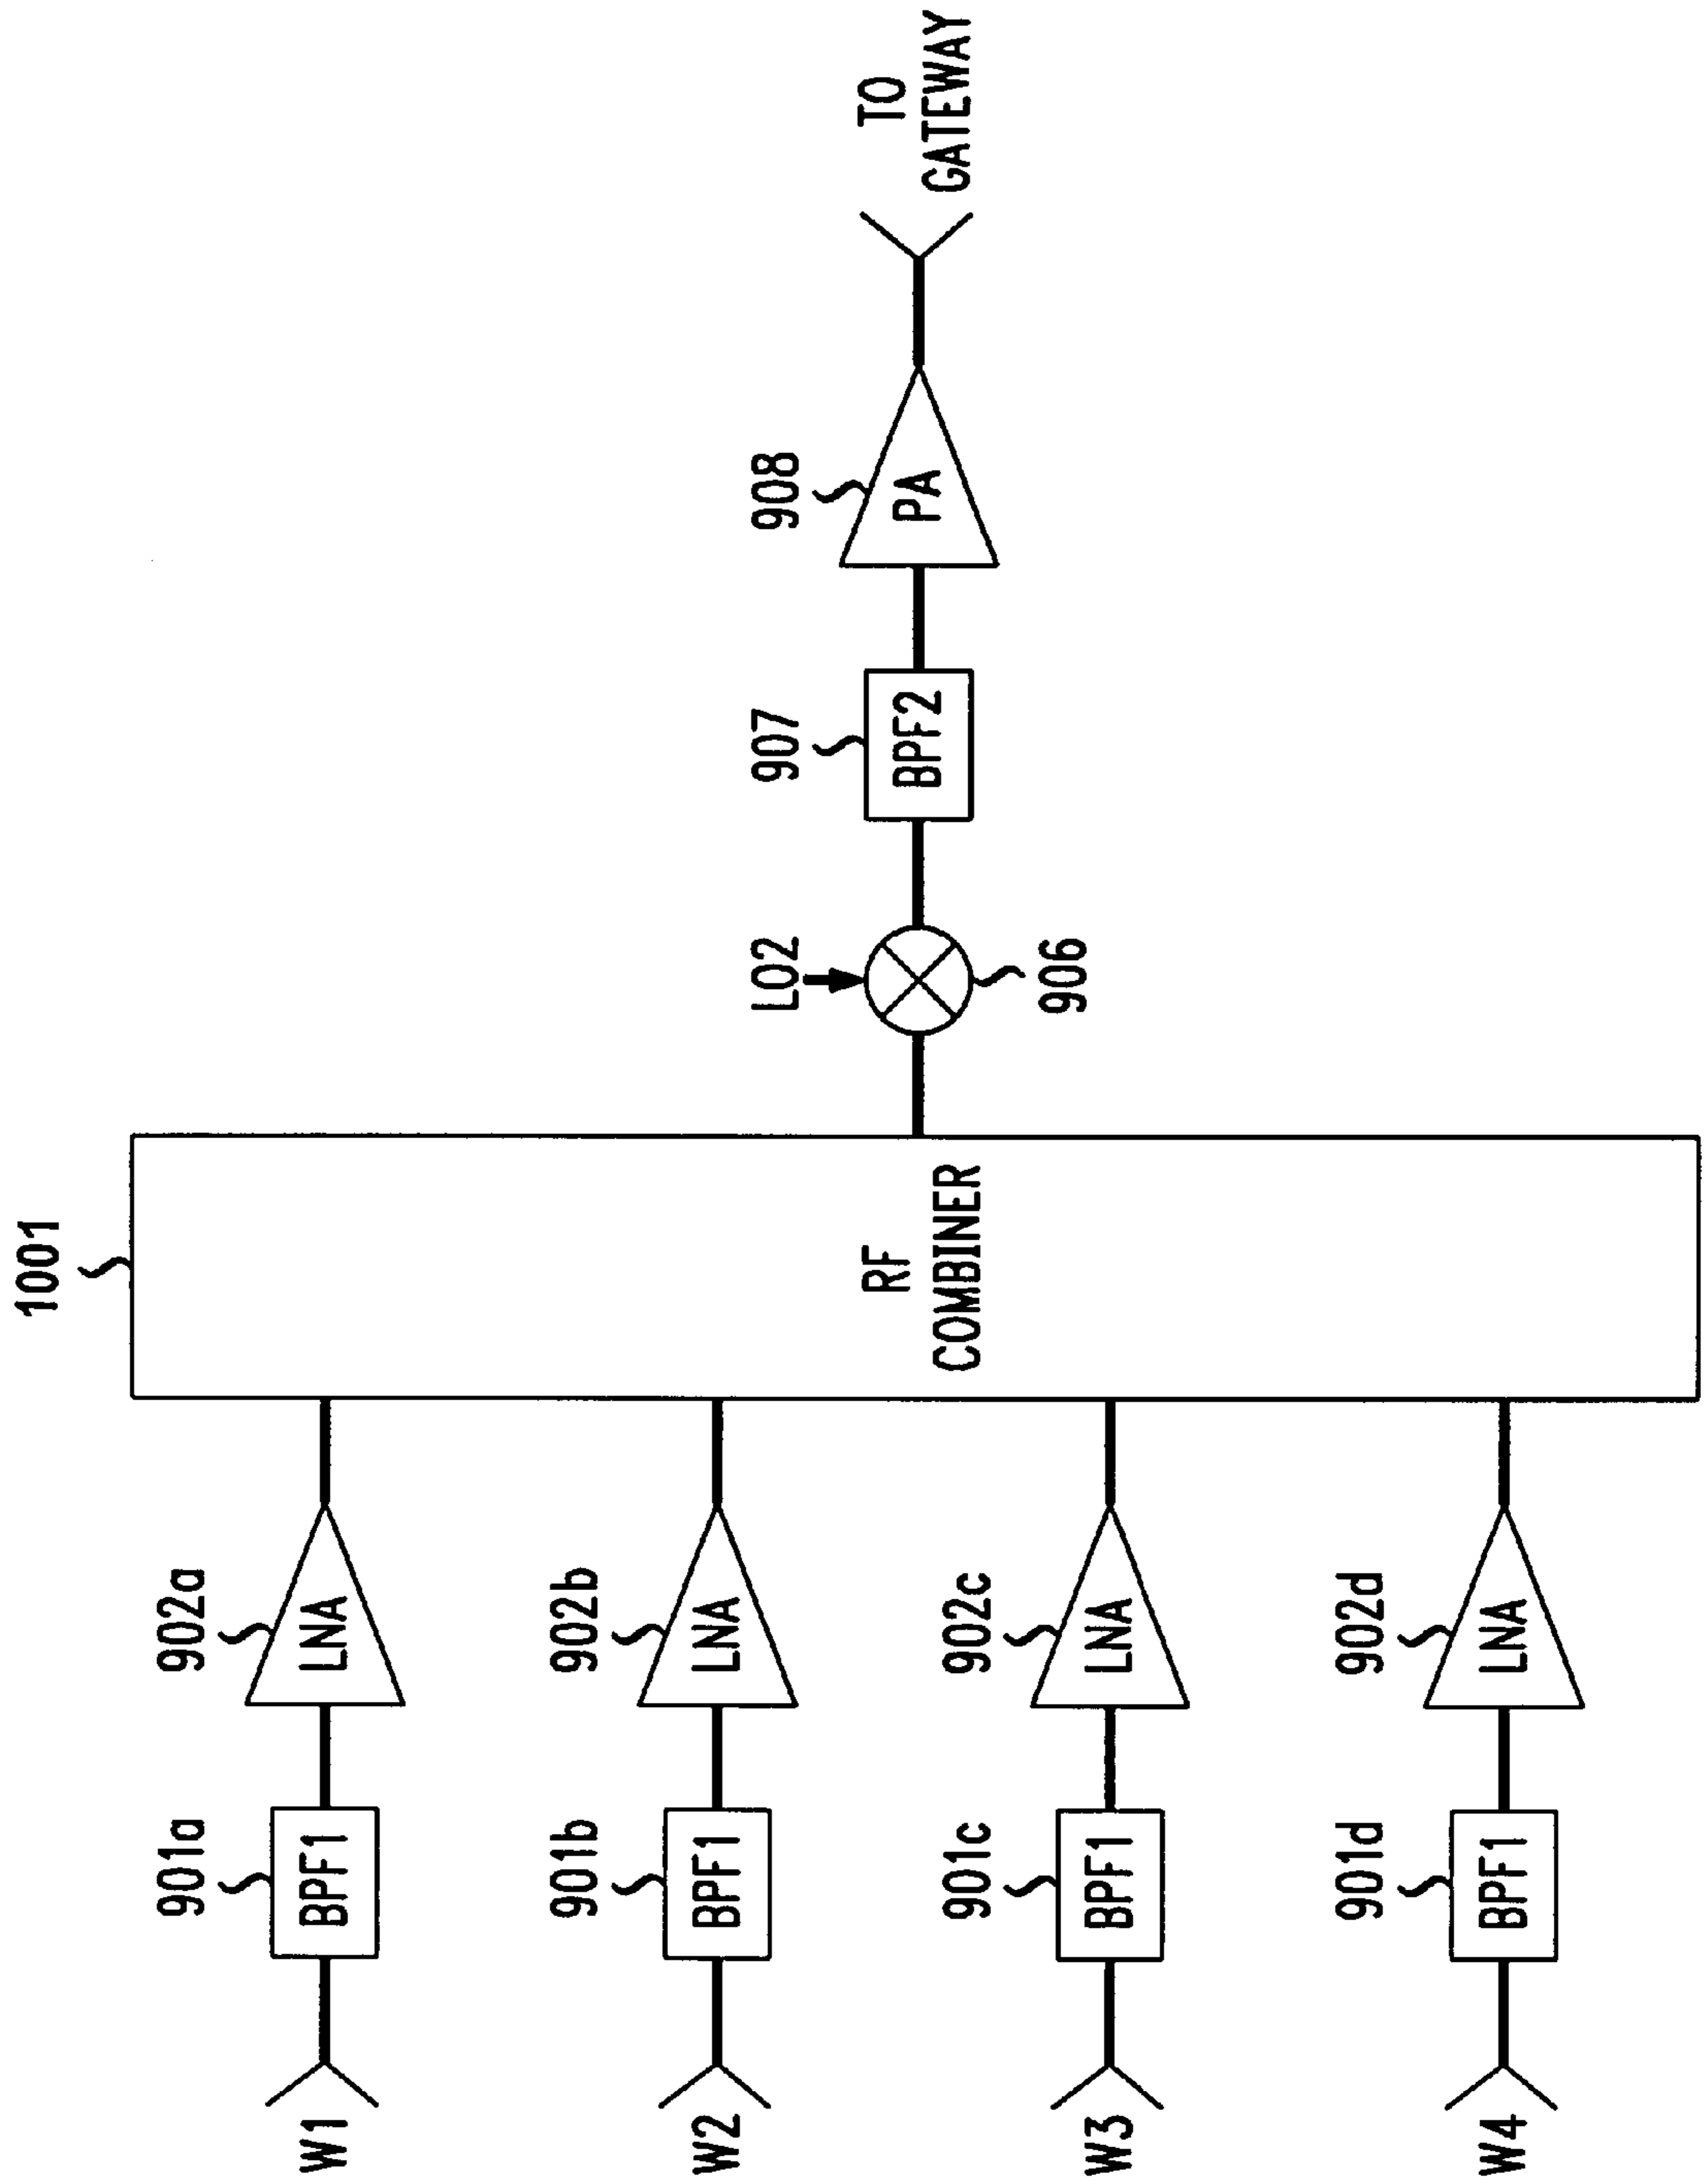 W1
901a
BPF1
902a
LNA
W2
901b
BPF1
902b
LNA
W3
901c
BPF1
902c
LNA
W4
901d
BPF1
902d
LNA
1001
RF
COMBINER
LO2
906
907
BPF2
908
PA
TO
GATEWAY